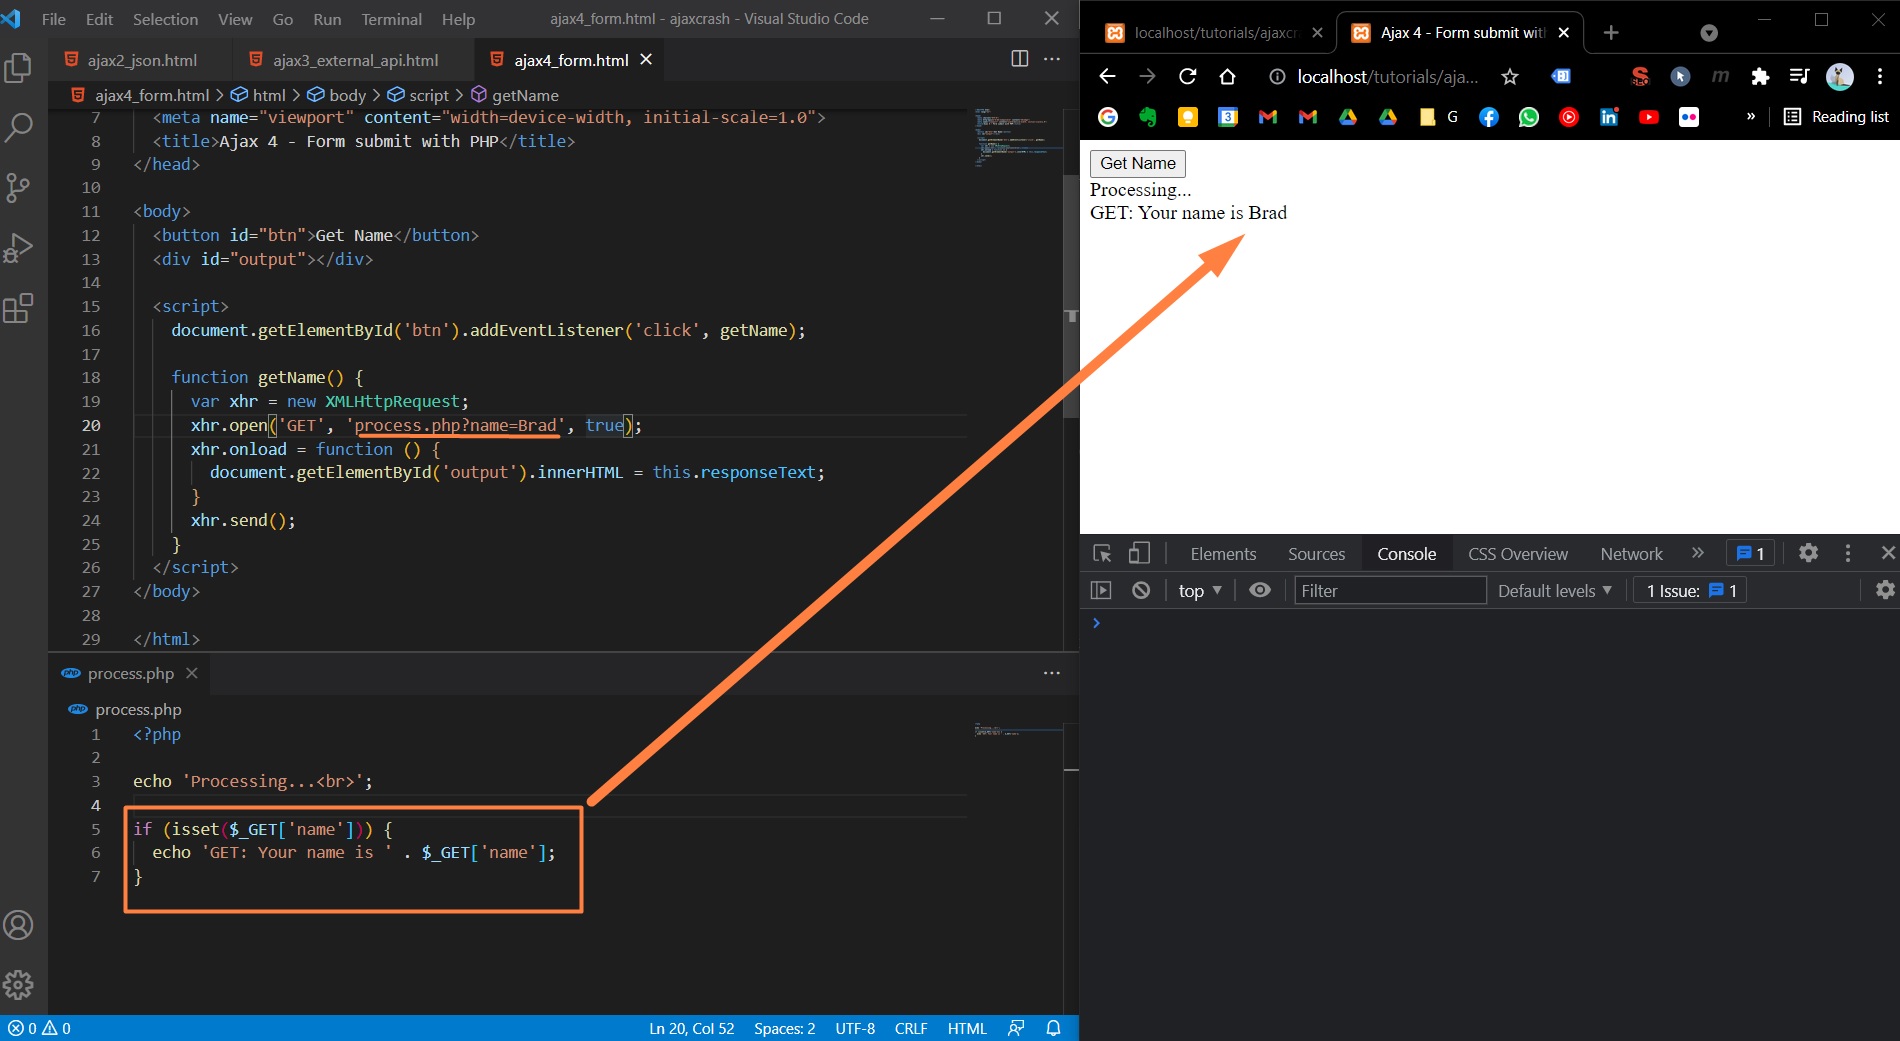 File Edit Selection View Go Run Terminal Help ajax4_form.html - ajaxcrash - Visual Studio Code
ajax2_json.html ajax3_external_api.html ajax4_form.html
ajax4_form.html > html > body > script > getName
7 <meta name="viewport" content="width=device-width, initial-scale=1.0">
8 <title>Ajax 4 - Form submit with PHP</title>
9 </head>
10
11 <body>
12 <button id="btn">Get Name</button>
13 <div id="output"></div>
14
15 <script>
16 document.getElementById('btn').addEventListener('click', getName);
17
18 function getName() {
19 var xhr = new XMLHttpRequest;
20 xhr.open('GET', 'process.php?name=Brad', true);
21 xhr.onload = function () {
22 document.getElementById('output').innerHTML = this.responseText;
23 }
24 xhr.send();
25 }
26 </script>
27 </body>
28
29 </html>
process.php
process.php
1 <?php
2
3 echo 'Processing...<br>';
4
5 if (isset($_GET['name'])) {
6 echo 'GET: Your name is ' . $_GET['name'];
7 }
0 0 Ln 20, Col 52 Spaces: 2 UTF-8 CRLF HTML
localhost/tutorials/ajaxcr Ajax 4 - Form submit wit
localhost/tutorials/aja...
G Reading list
Get Name
Processing...
GET: Your name is Brad
Elements Sources Console CSS Overview Network 1
top Filter Default levels 1 Issue: 1